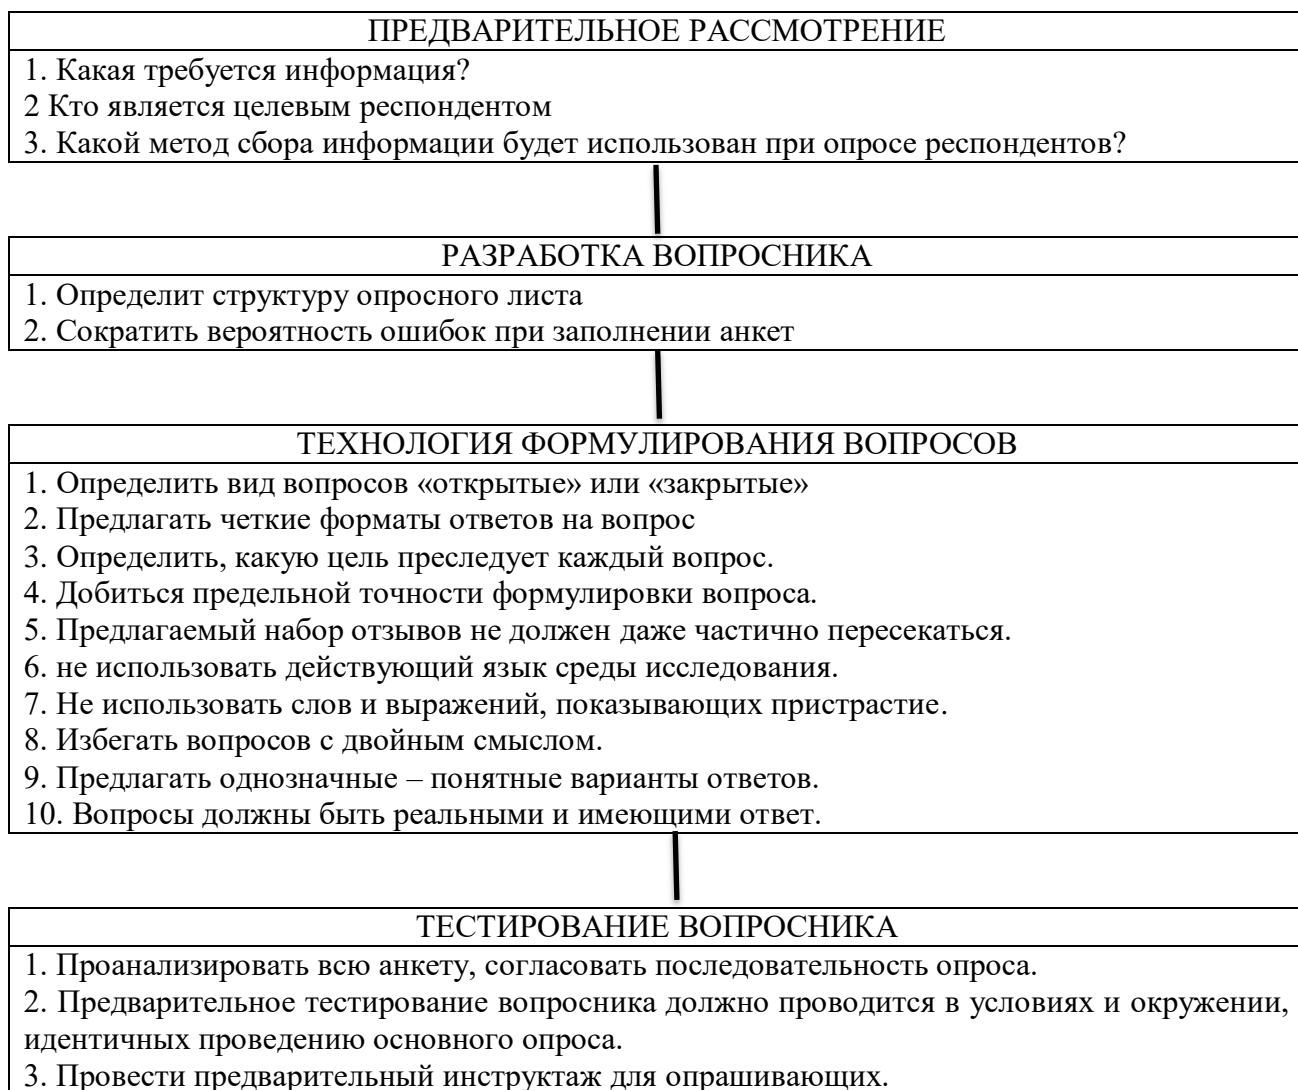 ПРЕДВАРИТЕЛЬНОЕ РАССМОТРЕНИЕ
1. Какая требуется информация?
2 Кто является целевым респондентом
3. Какой метод сбора информации будет использован при опросе респондентов?
РАЗРАБОТКА ВОПРОСНИКА
1. Определит структуру опросного листа
2. Сократить вероятность ошибок при заполнении анкет
ТЕХНОЛОГИЯ ФОРМУЛИРОВАНИЯ ВОПРОСОВ
1. Определить вид вопросов «открытые» или «закрытые»
2. Предлагать четкие форматы ответов на вопрос
3. Определить, какую цель преследует каждый вопрос.
4. Добиться предельной точности формулировки вопроса.
5. Предлагаемый набор отзывов не должен даже частично пересекаться.
6. не использовать действующий язык среды исследования.
7. Не использовать слов и выражений, показывающих пристрастие.
8. Избегать вопросов с двойным смыслом.
9. Предлагать однозначные – понятные варианты ответов.
10. Вопросы должны быть реальными и имеющими ответ.
ТЕСТИРОВАНИЕ ВОПРОСНИКА
1. Проанализировать всю анкету, согласовать последовательность опроса.
2. Предварительное тестирование вопросника должно проводится в условиях и окружении,
идентичных проведению основного опроса.
3. Провести предварительный инструктаж для опрашивающих.